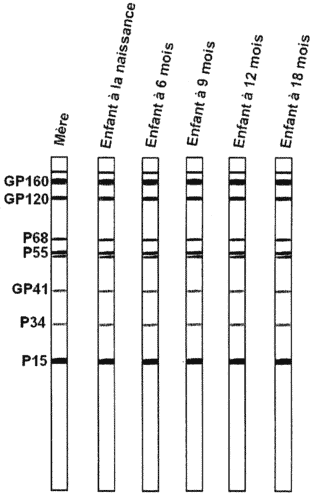 Mère
Enfant à la naissance
Enfant à 6 mois
Enfant à 9 mois
Enfant à 12 mois
Enfant à 18 mois
GP160
GP120
P68
P55
GP41
P34
P15